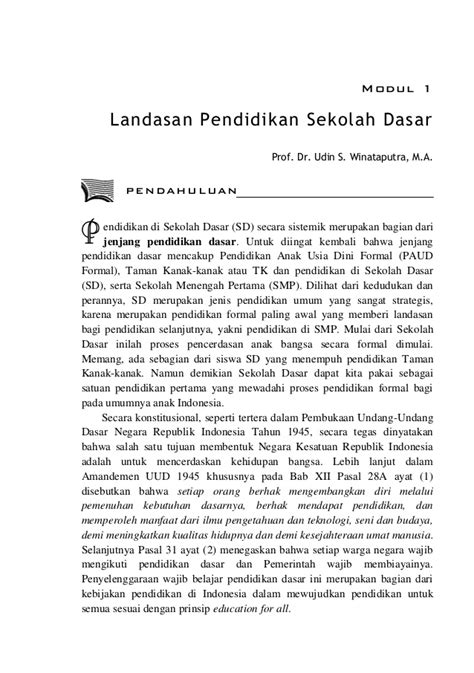 MODUL 1
Landasan Pendidikan Sekolah Dasar
Prof. Dr. Udin S. Winataputra, M.A.
PENDAHULUAN
Pendidikan di Sekolah Dasar (SD) secara sistemik merupakan bagian dari
jenjang pendidikan dasar. Untuk diingat kembali bahwa jenjang
pendidikan dasar mencakup Pendidikan Anak Usia Dini Formal (PAUD
Formal), Taman Kanak-kanak atau TK dan pendidikan di Sekolah Dasar
(SD), serta Sekolah Menengah Pertama (SMP). Dilihat dari kedudukan dan
perannya, SD merupakan jenis pendidikan umum yang sangat strategis,
karena merupakan pendidikan formal paling awal yang memberi landasan
bagi pendidikan selanjutnya, yakni pendidikan di SMP. Mulai dari Sekolah
Dasar inilah proses pencerdasan anak bangsa secara formal dimulai.
Memang, ada sebagian dari siswa SD yang menempuh pendidikan Taman
Kanak-kanak. Namun demikian Sekolah Dasar dapat kita pakai sebagai
satuan pendidikan pertama yang mewadahi proses pendidikan formal bagi
pada umumnya anak Indonesia.
Secara konstitusional, seperti tertera dalam Pembukaan Undang-Undang
Dasar Negara Republik Indonesia Tahun 1945, secara tegas dinyatakan
bahwa salah satu tujuan membentuk Negara Kesatuan Republik Indonesia
adalah untuk mencerdaskan kehidupan bangsa. Lebih lanjut dalam
Amandemen UUD 1945 khususnya pada Bab XII Pasal 28A ayat (1)
disebutkan bahwa setiap orang berhak mengembangkan diri melalui
pemenuhan kebutuhan dasarnya, berhak mendapat pendidikan, dan
memperoleh manfaat dari ilmu pengetahuan dan teknologi, seni dan budaya,
demi meningkatkan kualitas hidupnya dan demi kesejahteraan umat manusia.
Selanjutnya Pasal 31 ayat (2) menegaskan bahwa setiap warga negara wajib
mengikuti pendidikan dasar dan Pemerintah wajib membiayainya.
Penyelenggaraan wajib belajar pendidikan dasar ini merupakan bagian dari
kebijakan pendidikan di Indonesia dalam mewujudkan pendidikan untuk
semua sesuai dengan prinsip education for all.